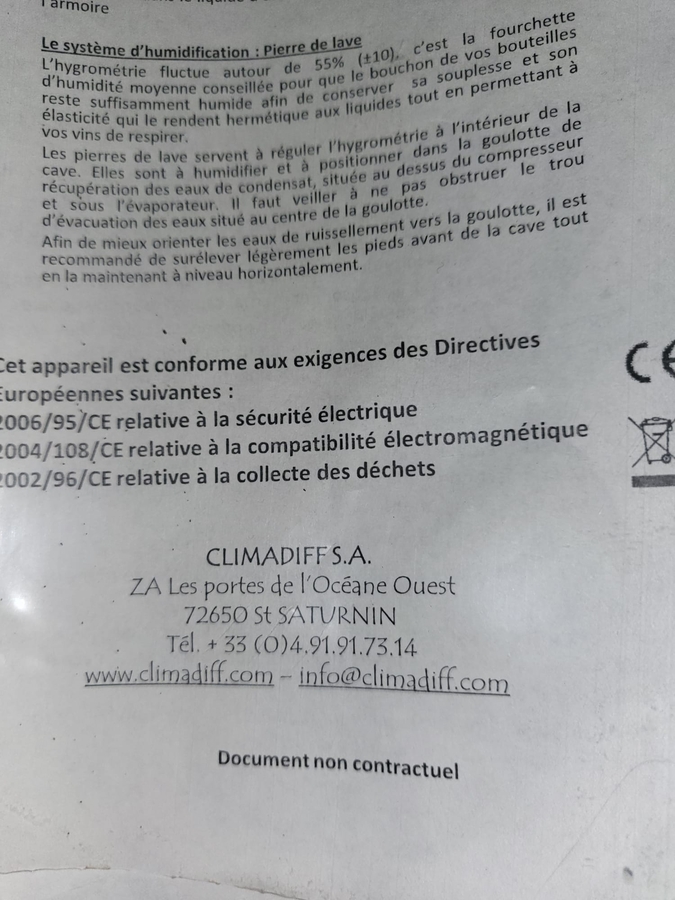 l'armoire
Le système d'humidification : Pierre de lave
L'hygrométrie fluctue autour de 55% (±10), c'est la fourchette
d'humidité moyenne conseillée pour que le bouchon de vos bouteilles
reste suffisamment humide afin de conserver sa souplesse et son
élasticité qui le rendent hermétique aux liquides tout en permettant à
vos vins de respirer.
Les pierres de lave servent à réguler l'hygrométrie à l'intérieur de la
cave. Elles sont à humidifier et à positionner dans la goulotte de
récupération des eaux de condensat, située au dessus du compresseur
et sous l'évaporateur. Il faut veiller à ne pas obstruer le trou
d'évacuation des eaux situé au centre de la goulotte.
Afin de mieux orienter les eaux de ruissellement vers la goulotte, il est
recommandé de surélever légèrement les pieds avant de la cave tout
en la maintenant à niveau horizontalement.
Cet appareil est conforme aux exigences des Directives
Européennes suivantes :
2006/95/CE relative à la sécurité électrique
2004/108/CE relative à la compatibilité électromagnétique
2002/96/CE relative à la collecte des déchets
CE
CLIMADIFF S.A.
ZA Les portes de l'Océane Ouest
72650 St SATURNIN
Tél. + 33 (0)4.91.91.73.14
www.climadiff.com – info@climadiff.com
Document non contractuel